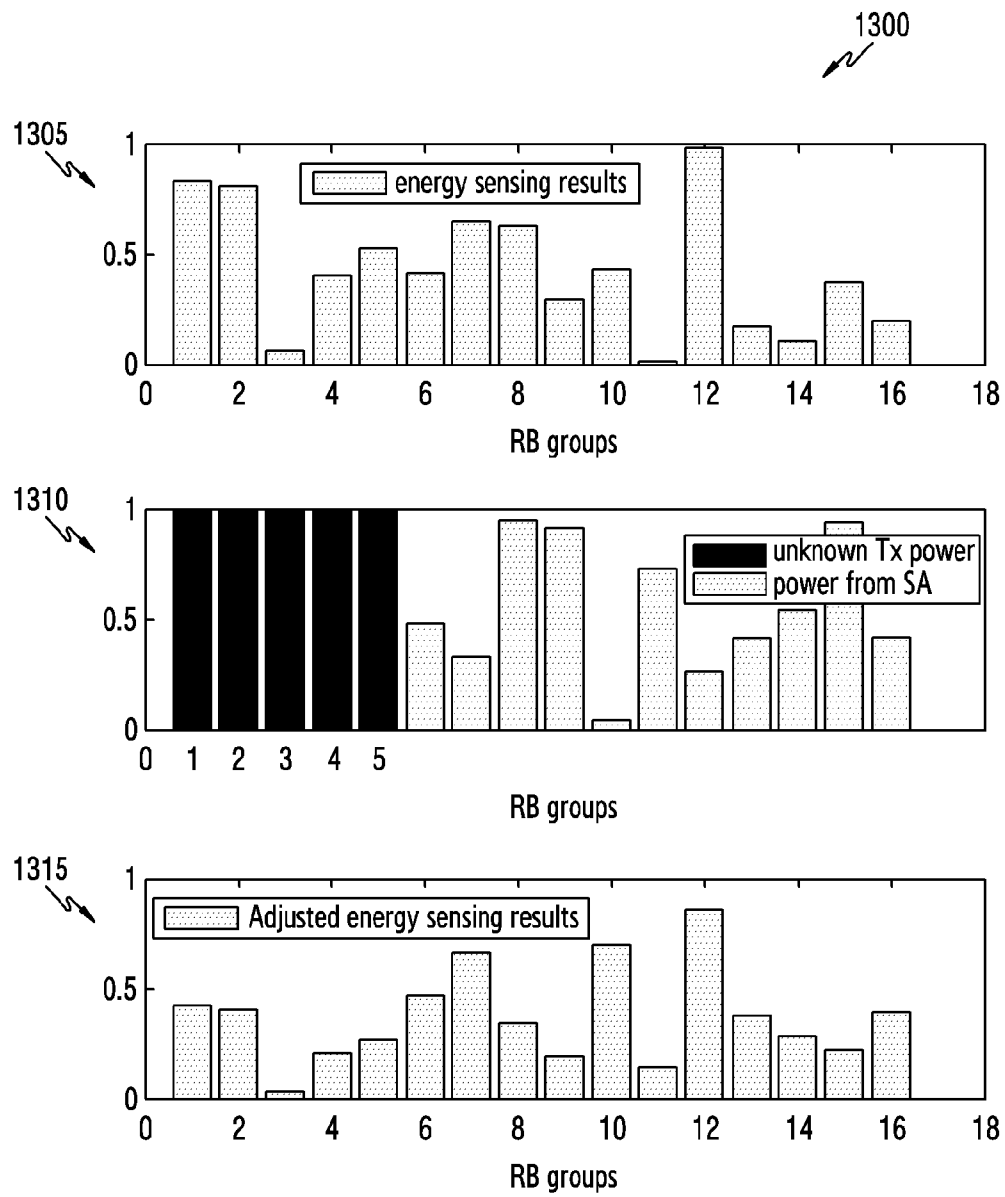 1300
1305
1
0.5
0
energy sensing results
0 2 4 6 8 10 12 14 16 18
RB groups
1310
1
0.5
0
unknown Tx power
power from SA
0 1 2 3 4 5
RB groups
1315
1
0.5
0
Adjusted energy sensing results
0 2 4 6 8 10 12 14 16 18
RB groups